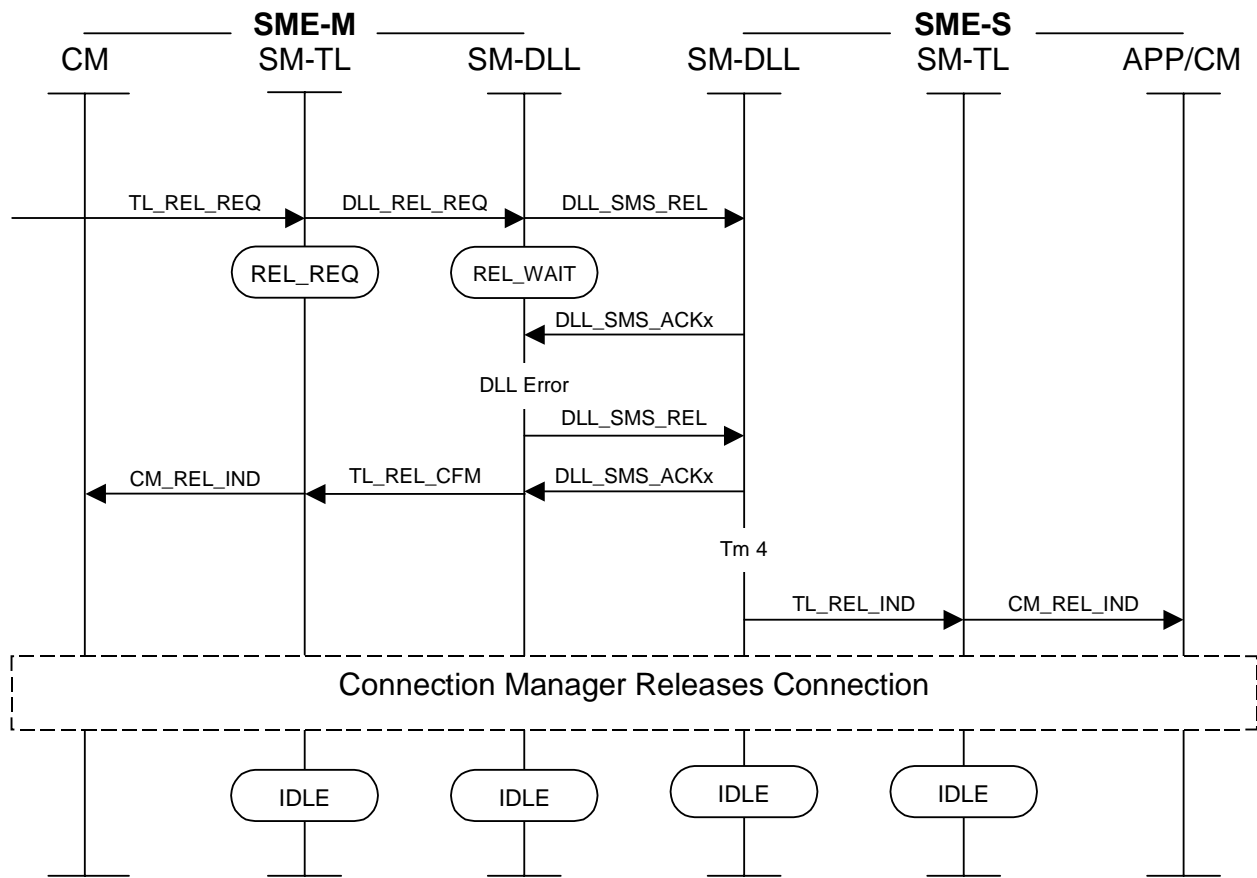 SME-M SME-S
CM SM-TL SM-DLL SM-DLL SM-TL APP/CM
TL_REL_REQ DLL_REL_REQ DLL_SMS_REL
REL_REQ REL_WAIT
DLL_SMS_ACKx
DLL Error
DLL_SMS_REL
CM_REL_IND TL_REL_CFM DLL_SMS_ACKx
Tm 4
TL_REL_IND CM_REL_IND
Connection Manager Releases Connection
IDLE IDLE IDLE IDLE